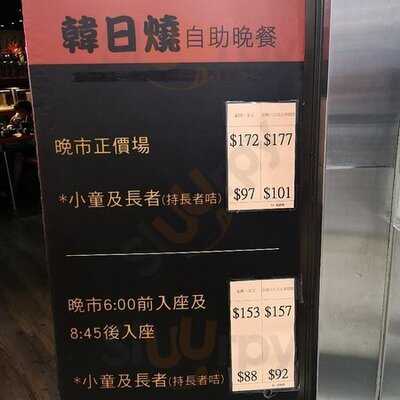 韓日燒自助晚餐
晚市正價場
$172 $177
*小童及長者(持長者咭)
$97 $101
晚市6:00前入座及
8:45後入座
$153 $157
*小童及長者(持長者咭)
$88 $92